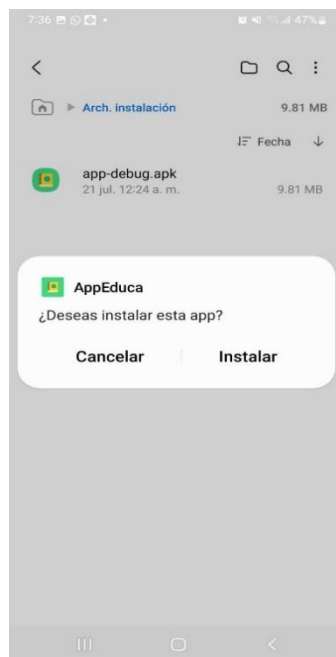 7:36
47%
Arch. instalación
9.81 MB
Fecha
app-debug.apk
21 jul. 12:24 a. m.
9.81 MB
AppEduca
¿Deseas instalar esta app?
Cancelar
Instalar